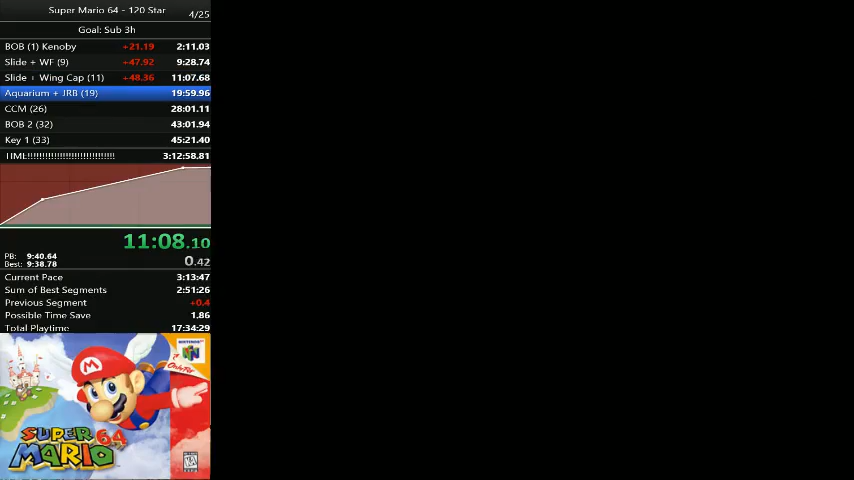 Super Mario 64 - 120 Star
4/25
Goal: Sub 3h
BOB (1) Kenoby +21.19 2:11.03
Slide + WF (9) +47.92 9:28.74
Slide + Wing Cap (11) +48.36 11:07.68
Aquarium + JRB (19) 19:59.96
CCM (26) 28:01.11
BOB 2 (32) 43:01.94
Key 1 (33) 45:21.40
3:12:58.81
11:08.10
PB: 9:40.64
Best: 9:38.78
0.42
Current Pace 3:13:47
Sum of Best Segments 2:51:26
Previous Segment +0.4
Possible Time Save 1.86
Total Playtime 17:34:29
NINTENDO 64
Only For
SUPER
MARIO 64